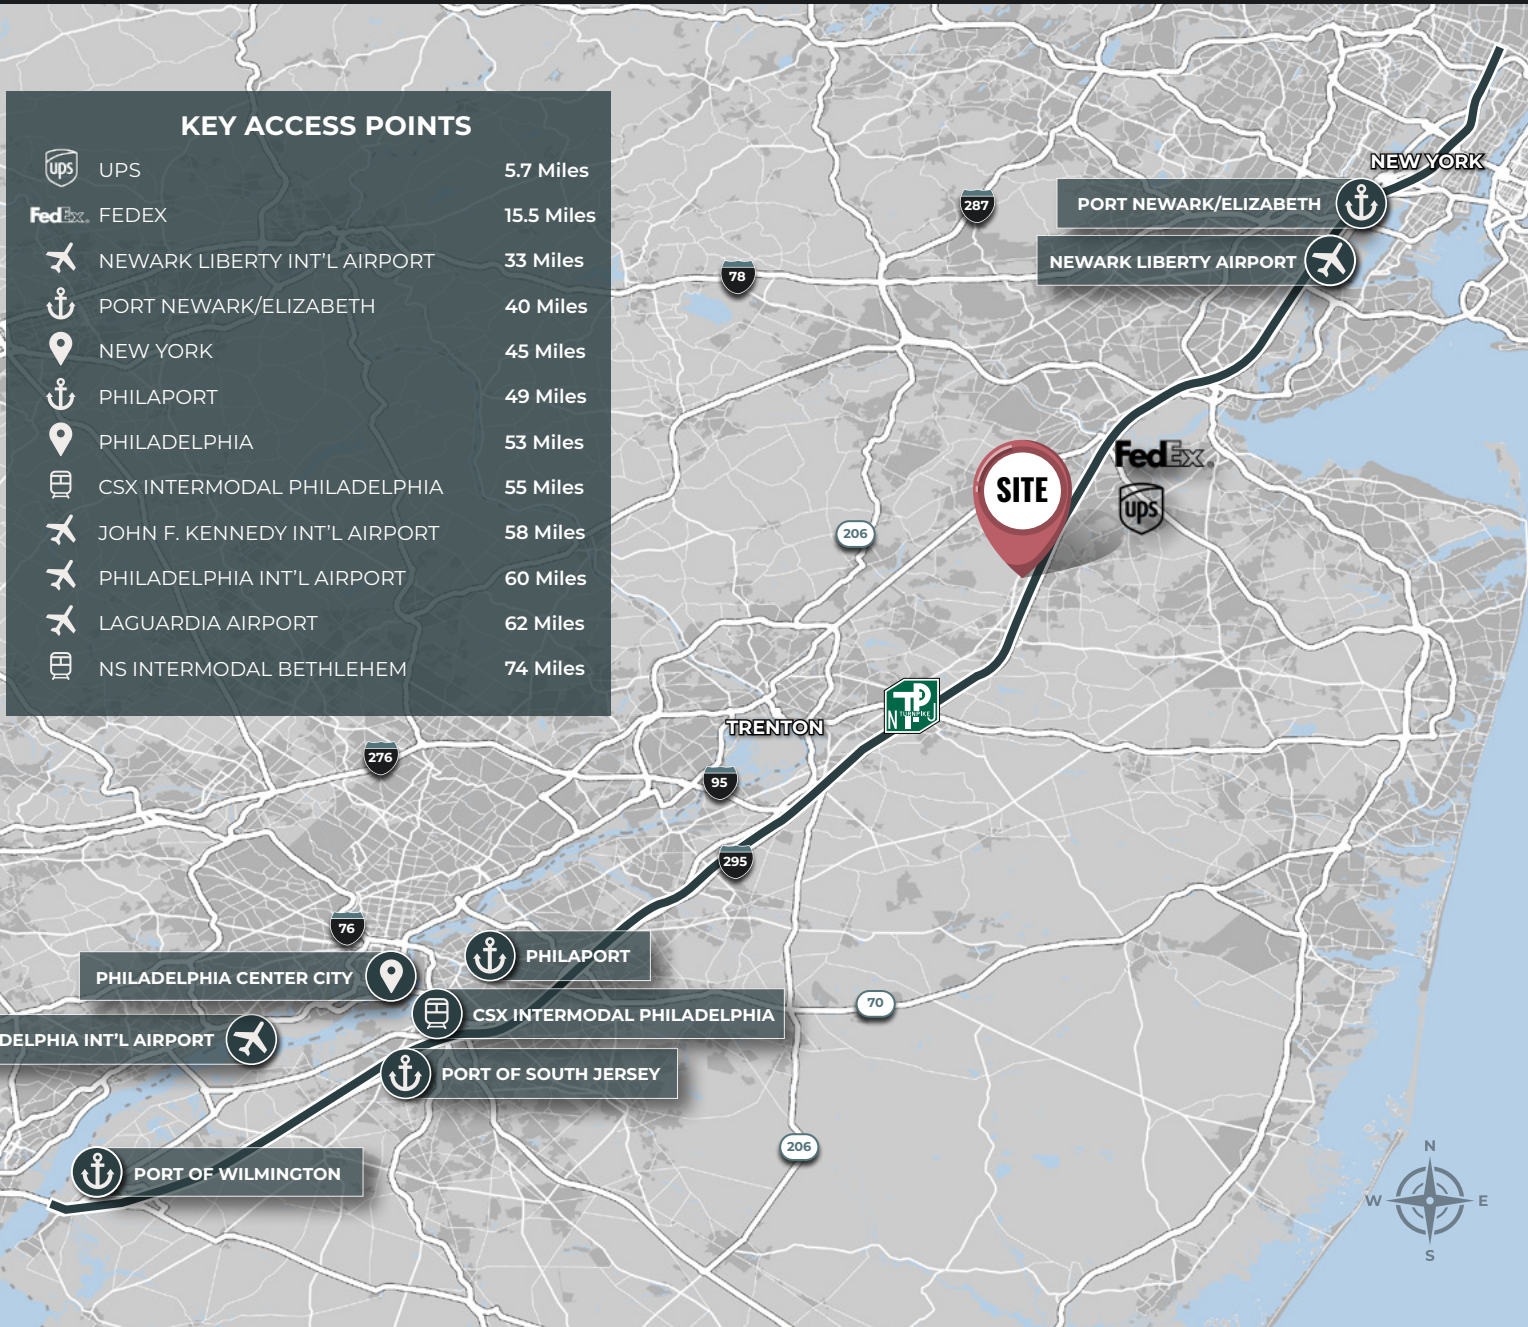 KEY ACCESS POINTS
ups UPS 5.7 Miles
FedEx. FEDEX 15.5 Miles
NEWARK LIBERTY INT'L AIRPORT 33 Miles
PORT NEWARK/ELIZABETH 40 Miles
NEW YORK 45 Miles
PHILAPORT 49 Miles
PHILADELPHIA 53 Miles
CSX INTERMODAL PHILADELPHIA 55 Miles
JOHN F. KENNEDY INT'L AIRPORT 58 Miles
PHILADELPHIA INT'L AIRPORT 60 Miles
LAGUARDIA AIRPORT 62 Miles
NS INTERMODAL BETHLEHEM 74 Miles
NEW YORK
PORT NEWARK/ELIZABETH
287
NEWARK LIBERTY AIRPORT
78
FedEx.
SITE
ups
206
TP
TURNPIKE
N J
TRENTON
276
95
295
76
PHILAPORT
PHILADELPHIA CENTER CITY
70
CSX INTERMODAL PHILADELPHIA
DELPHIA INT'L AIRPORT
PORT OF SOUTH JERSEY
206
PORT OF WILMINGTON
N
W E
S